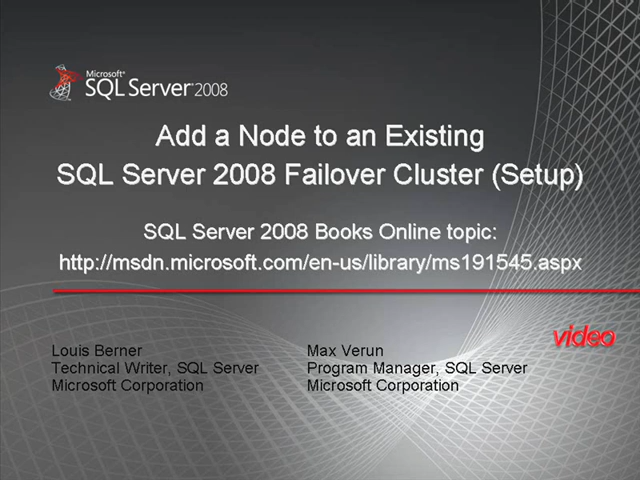 Microsoft®
SQL Server 2008
Add a Node to an Existing
SQL Server 2008 Failover Cluster (Setup)
SQL Server 2008 Books Online topic:
http://msdn.microsoft.com/en-us/library/ms191545.aspx
video
Louis Berner
Technical Writer, SQL Server
Microsoft Corporation
Max Verun
Program Manager, SQL Server
Microsoft Corporation